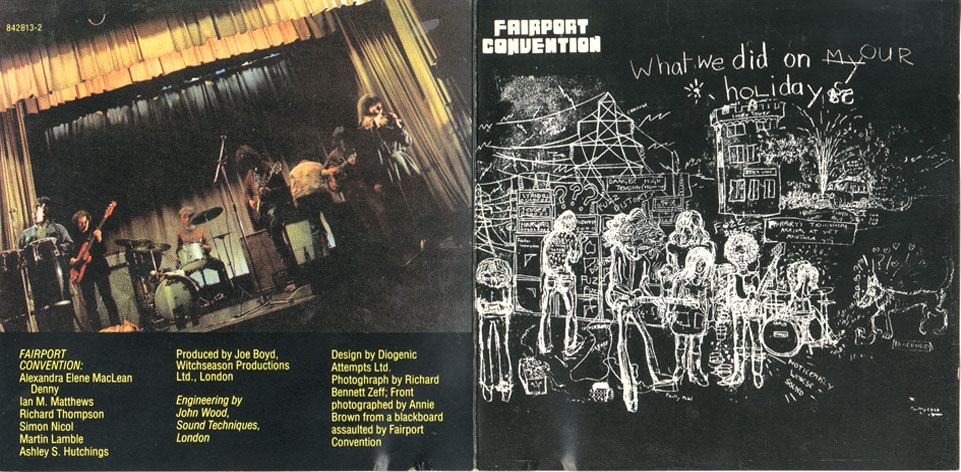 842813-2
FAIRPORT
CONVENTION:
Alexandra Elene MacLean
Denny
Ian M. Matthews
Richard Thompson
Simon Nicol
Martin Lamble
Ashley S. Hutchings
Produced by Joe Boyd,
Witchseason Productions
Ltd., London
Engineering by
John Wood,
Sound Techniques,
London
Design by Diogenic
Attempts Ltd.
Photograph by Richard
Bennett Zeff; Front
photographed by Annie
Brown from a blackboard
assaulted by Fairport
Convention
FAIRPORT
CONVENTION
What we did on my OUR
holidays
FUZZ